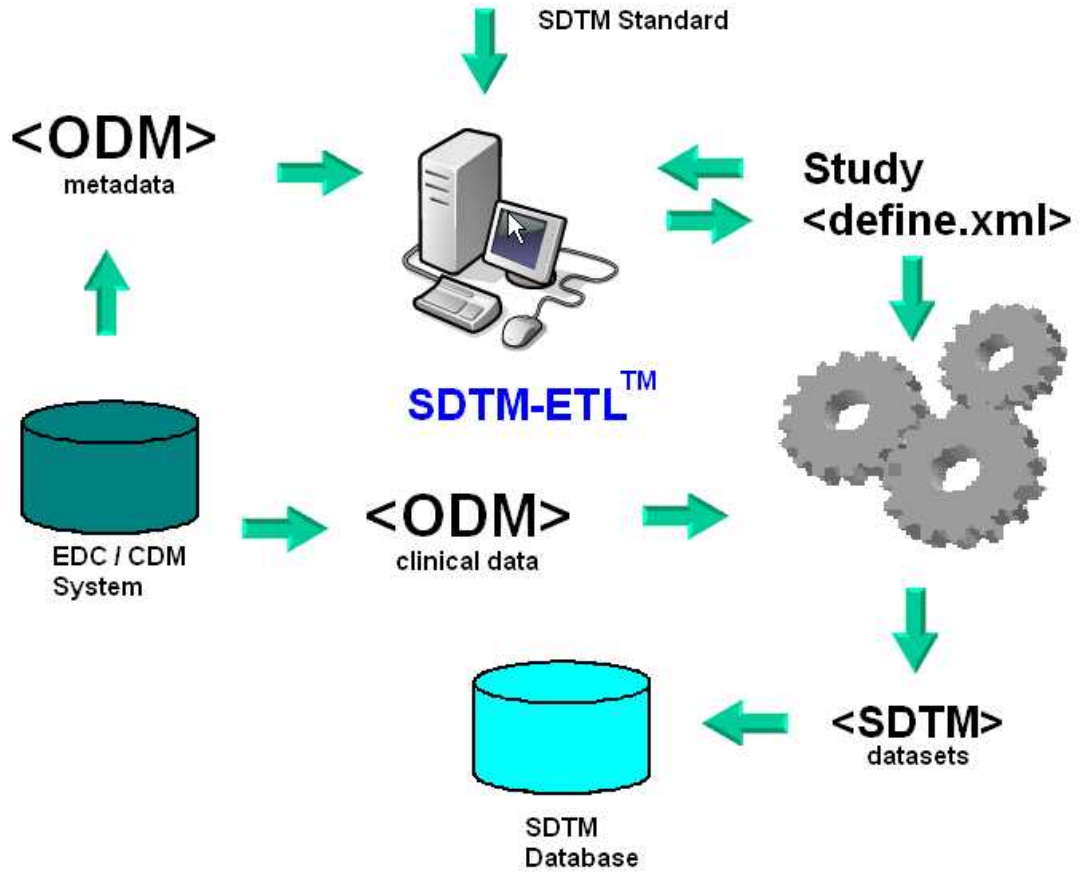 SDTM Standard
<ODM>
metadata
Study
<define.xml>
SDTM-ETL™
EDC / CDM
System
<ODM>
clinical data
<SDTM>
datasets
SDTM
Database